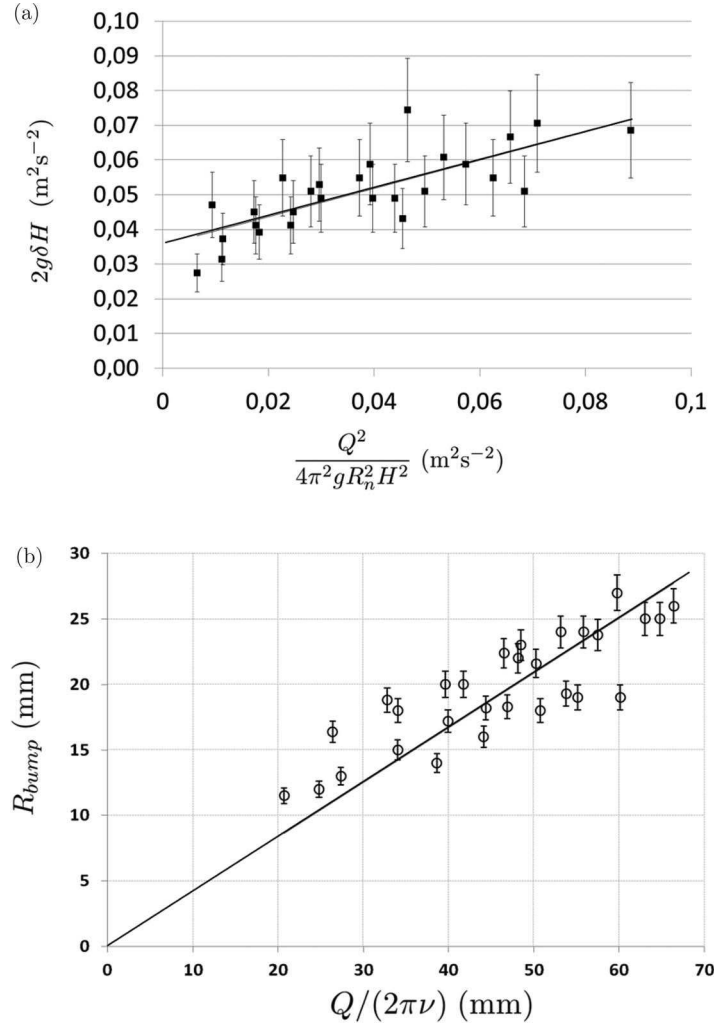 (a)
0,10
0,09
0,08
0,07
0,06
0,05
0,04
0,03
0,02
0,01
0,00
2gδH (m²s⁻²)
0 0,02 0,04 0,06 0,08 0,1
Q²
4π²gR²ₙH² (m²s⁻²)
(b)
30
25
20
15
10
5
0
R_bump (mm)
0 10 20 30 40 50 60 70
Q/(2πν) (mm)